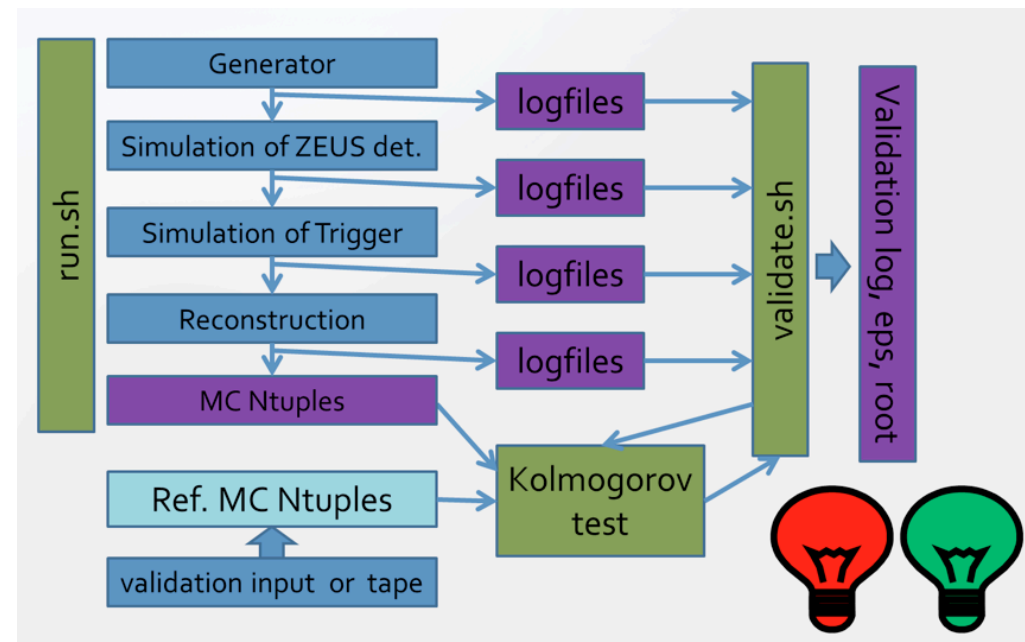 run.sh
Generator
Simulation of ZEUS det.
Simulation of Trigger
Reconstruction
MC Ntuples
Ref. MC Ntuples
validation input or tape
logfiles
logfiles
logfiles
logfiles
Kolmogorov
test
validate.sh
Validation log, eps, root